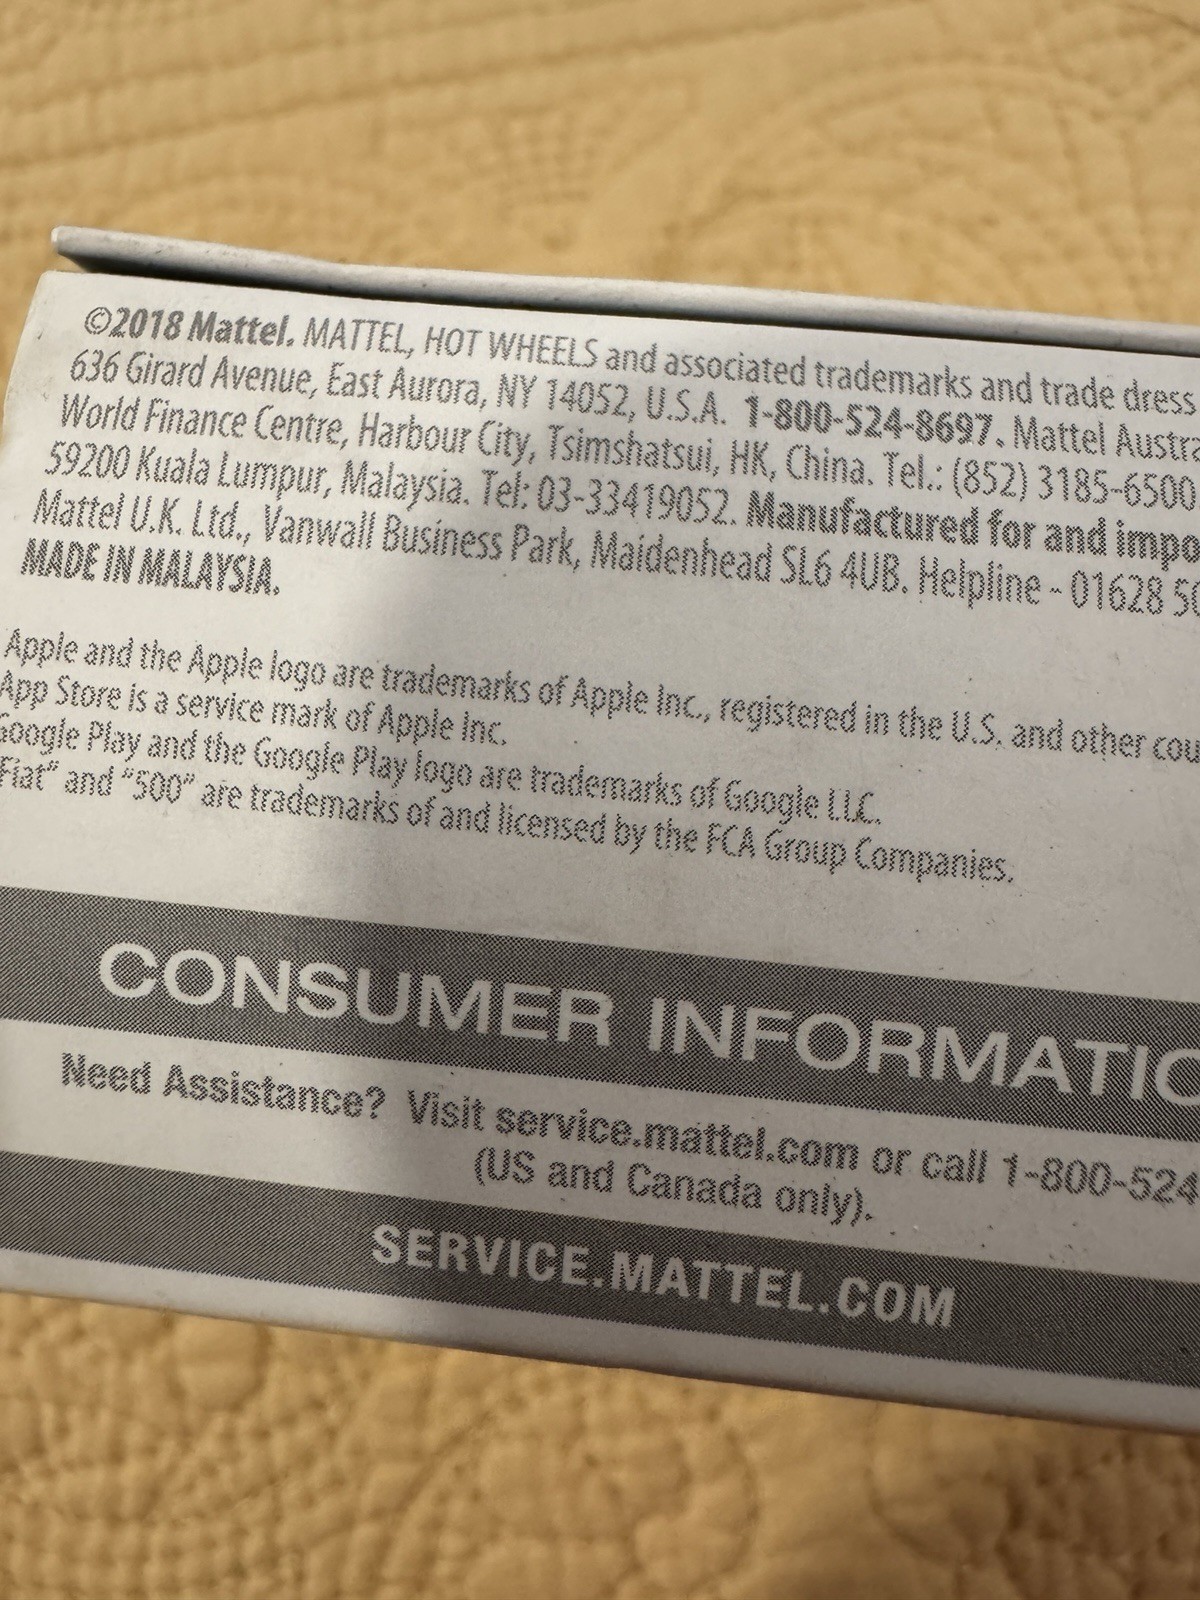 ©2018 Mattel. MATTEL, HOT WHEELS and associated trademarks and trade dress
636 Girard Avenue, East Aurora, NY 14052, U.S.A. 1-800-524-8697. Mattel Austra
World Finance Centre, Harbour City, Tsimshatsui, HK, China. Tel.: (852) 3185-6500
59200 Kuala Lumpur, Malaysia. Tel: 03-33419052. Manufactured for and impo
Mattel U.K. Ltd., Vanwall Business Park, Maidenhead SL6 4UB. Helpline - 01628 50
MADE IN MALAYSIA.
Apple and the Apple logo are trademarks of Apple Inc., registered in the U.S. and other cou
App Store is a service mark of Apple Inc.
Google Play and the Google Play logo are trademarks of Google LLC.
Fiat" and "500" are trademarks of and licensed by the FCA Group Companies.
CONSUMER INFORMATIO
Need Assistance? Visit service.mattel.com or call 1-800-524
(US and Canada only).
SERVICE.MATTEL.COM